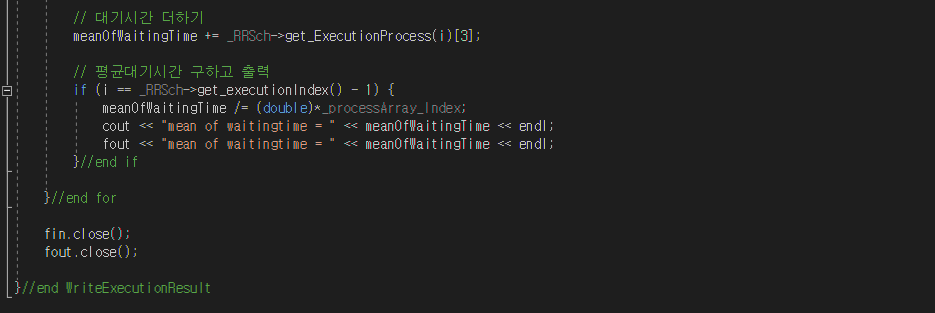 // 대기시간 더하기
meanOfWaitingTime += _RRSch->get_ExecutionProcess(i)[3];
// 평균대기시간 구하고 출력
if (i == _RRSch->get_executionIndex() - 1) {
meanOfWaitingTime /= (double)*_processArray_Index;
cout << "mean of waitingtime = " << meanOfWaitingTime << endl;
fout << "mean of waitingtime = " << meanOfWaitingTime << endl;
}//end if
}//end for
fin.close();
fout.close();
}//end WriteExecutionResult